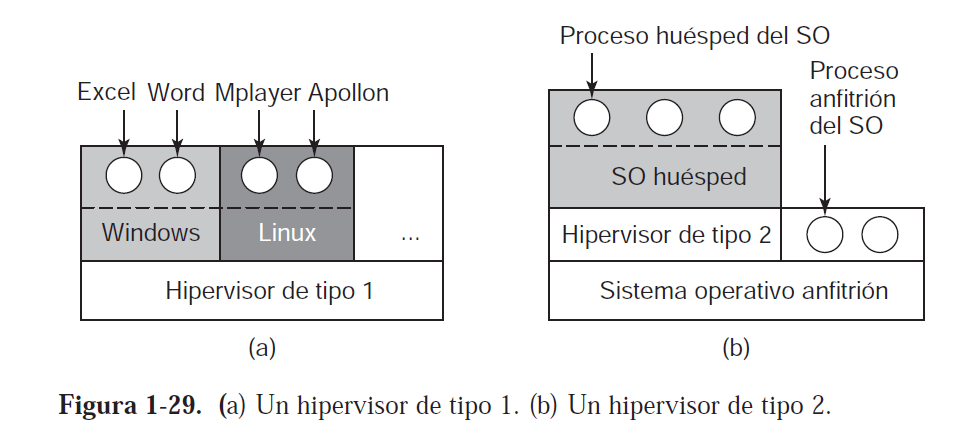 Excel Word Mplayer Apollon
Windows
Linux
...
Hipervisor de tipo 1
(a)
Proceso huésped del SO
Proceso
anfitrión
del SO
SO huésped
Hipervisor de tipo 2
Sistema operativo anfitrión
(b)
Figura 1-29. (a) Un hipervisor de tipo 1. (b) Un hipervisor de tipo 2.